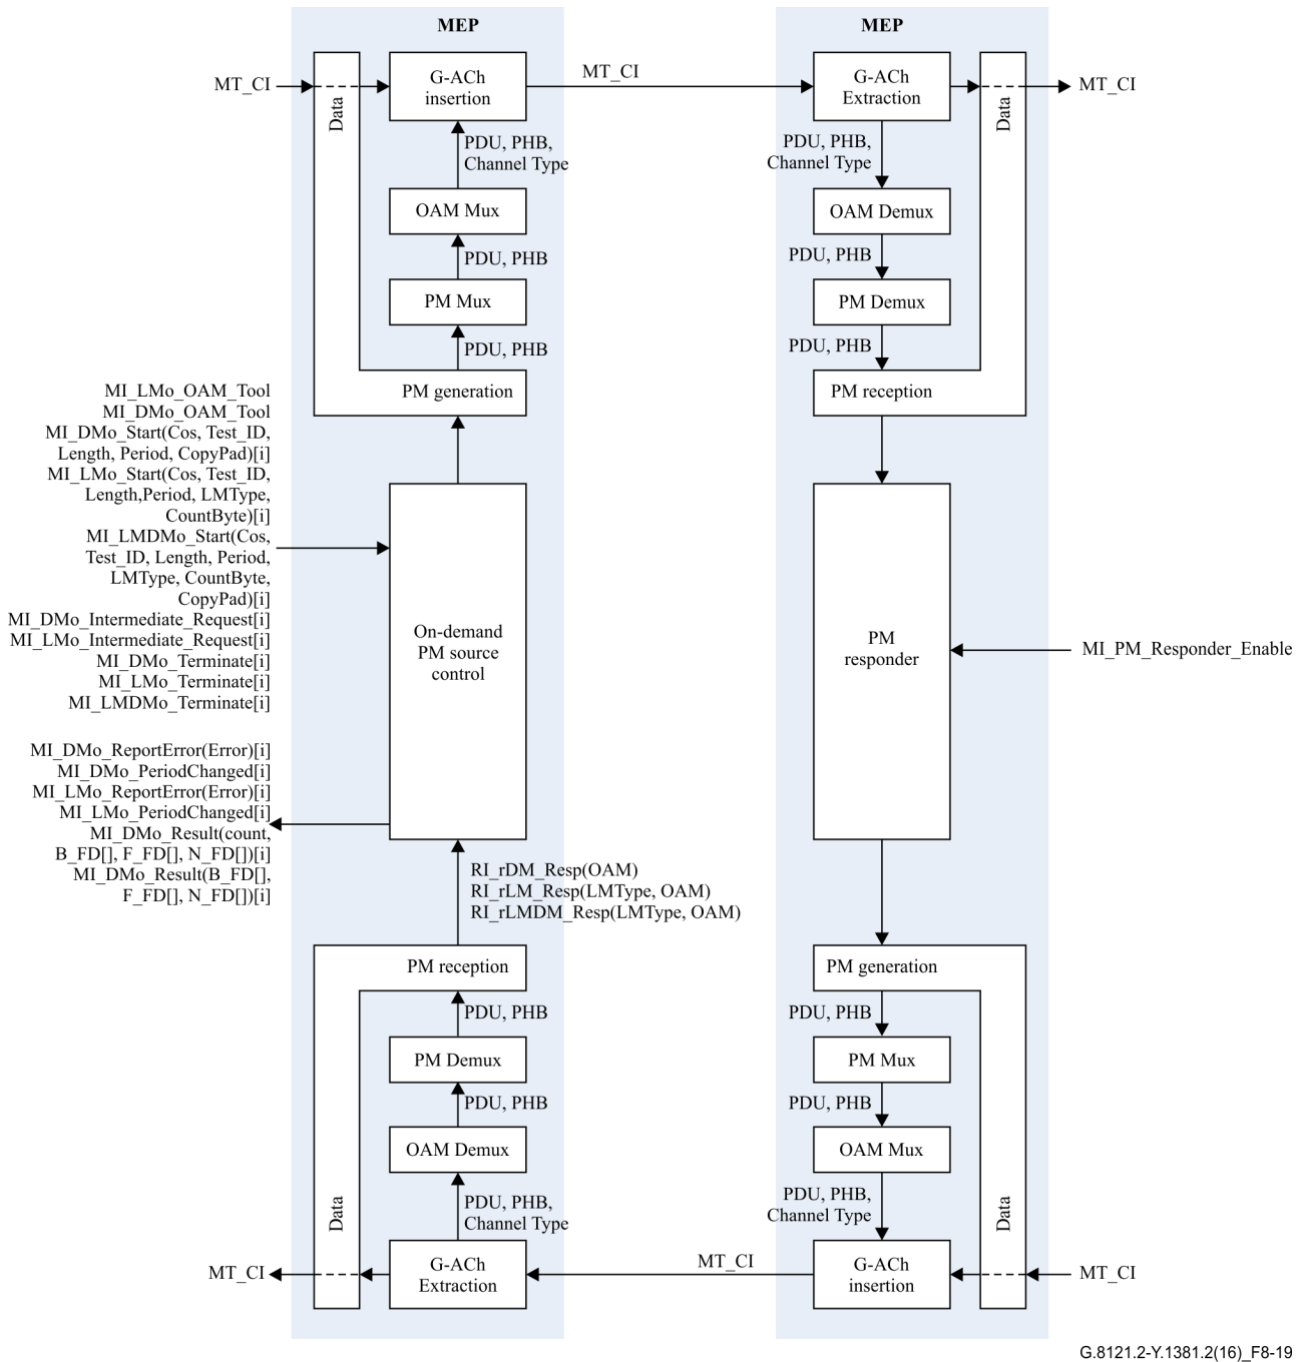 MEP
MEP
MT_CI
Data
G-ACh
insertion
MT_CI
G-ACh
Extraction
Data
MT_CI
PDU, PHB,
Channel Type
PDU, PHB,
Channel Type
OAM Mux
OAM Demux
PDU, PHB
PDU, PHB
PM Mux
PM Demux
PDU, PHB
PDU, PHB
PM generation
PM reception
MI_LMo_OAM_Tool
MI_DMo_OAM_Tool
MI_DMo_Start(Cos, Test_ID,
Length, Period, CopyPad)[i]
MI_LMo_Start(Cos, Test_ID,
Length,Period, LMType,
CountByte)[i]
MI_LMDMo_Start(Cos,
Test_ID, Length, Period,
LMType, CountByte,
CopyPad)[i]
MI_DMo_Intermediate_Request[i]
MI_LMo_Intermediate_Request[i]
MI_DMo_Terminate[i]
MI_LMo_Terminate[i]
MI_LMDMo_Terminate[i]
On-demand
PM source
control
PM
responder
MI_PM_Responder_Enable
MI_DMo_ReportError(Error)[i]
MI_DMo_PeriodChanged[i]
MI_LMo_ReportError(Error)[i]
MI_LMo_PeriodChanged[i]
MI_DMo_Result(count,
B_FD[], F_FD[], N_FD[])[i]
MI_DMo_Result(B_FD[],
F_FD[], N_FD[])[i]
RI_rDM_Resp(OAM)
RI_rLM_Resp(LMType, OAM)
RI_rLMDM_Resp(LMType, OAM)
PM reception
PM generation
PDU, PHB
PDU, PHB
PM Demux
PM Mux
PDU, PHB
PDU, PHB
OAM Demux
OAM Mux
PDU, PHB,
Channel Type
PDU, PHB,
Channel Type
Data
Data
MT_CI
G-ACh
Extraction
MT_CI
G-ACh
insertion
MT_CI
G.8121.2-Y.1381.2(16)_F8-19